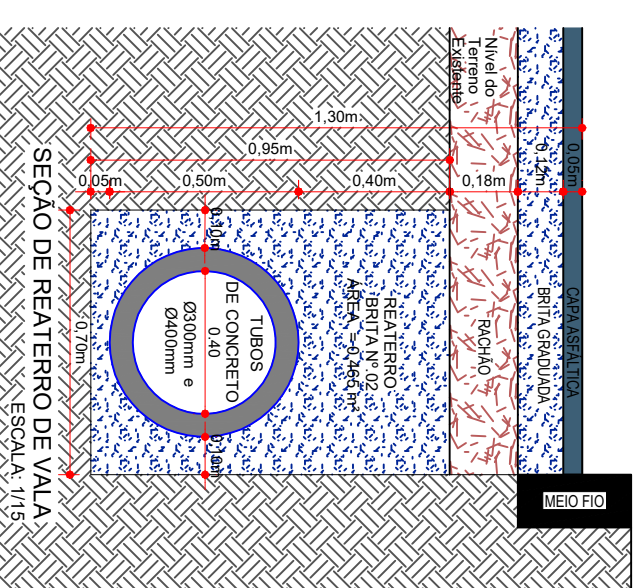 CAPA ASFÁLTICA
BRITA GRADUADA
RACHÃO
Nível do
Terreno
Existente
MEIO FIO
0,05m
0,12m
0,18m
0,40m
0,50m
0,05m
0,95m
1,30m
REATERRO
BRITA Nº 02
ÁREA = 0,465 m²
TUBOS
DE CONCRETO
0.40
Ø300mm e
Ø400mm
0,10m
0,10m
0,70m
SEÇÃO DE REATERRO DE VALA
ESCALA: 1/15